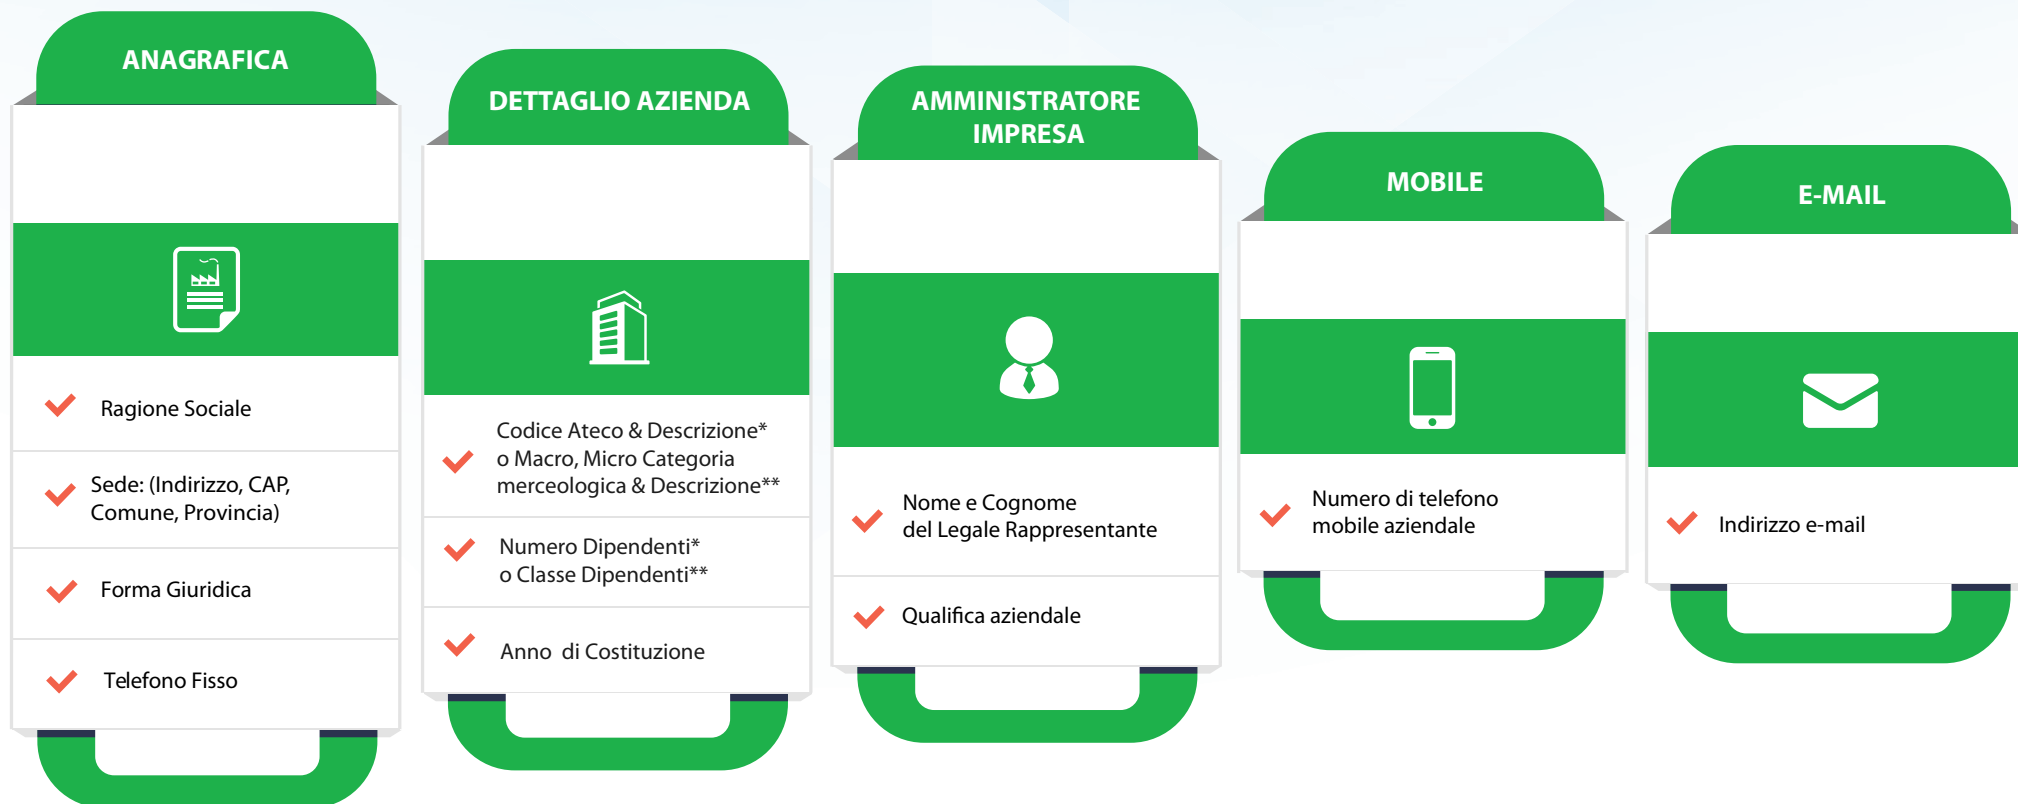 ANAGRAFICA
Ragione Sociale
Sede: (Indirizzo, CAP,
Comune, Provincia)
Forma Giuridica
Telefono Fisso
DETTAGLIO AZIENDA
Codice Ateco & Descrizione*
o Macro, Micro Categoria
merceologica & Descrizione**
Numero Dipendenti*
o Classe Dipendenti**
Anno di Costituzione
AMMINISTRATORE
IMPRESA
Nome e Cognome
del Legale Rappresentante
Qualifica aziendale
MOBILE
Numero di telefono
mobile aziendale
E-MAIL
Indirizzo e-mail